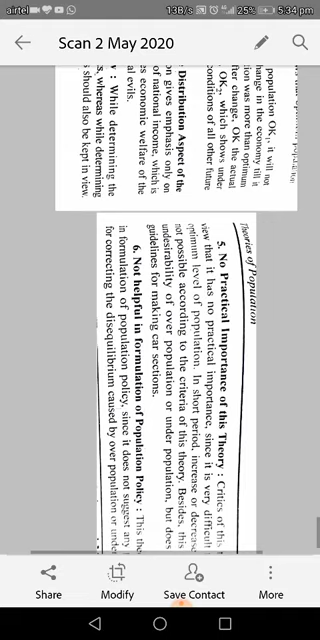 airtel
13B/s
25%
5:34 pm
Scan 2 May 2020
population OK₁, it will not
hange in the economy till it
ion was more than optimum
fter change, OK the actual
OK₂, which shows under
conditions of all other future
Distribution Aspect of the
on gives emphasis only on
of national income, which is
es economic welfare of the
al evils.
: While determining the
s, whereas while determining
should also be kept in view.
Theories of Population
5. No Practical Importance of this Theory : Critics of this
view that it has no practical importance, since it is very difficult
optimum level of population. In short period, increase or decrease
not possible according to the criteria of this theory. Besides, this
undesirability of over population or under population, but does
guidelines for making car sections.
6. Not helpful in formulation of Population Policy : This
in formulation of population policy, since it does not suggest any
for correcting the disequilibrium caused by over population or under
Share
Modify
Save Contact
More